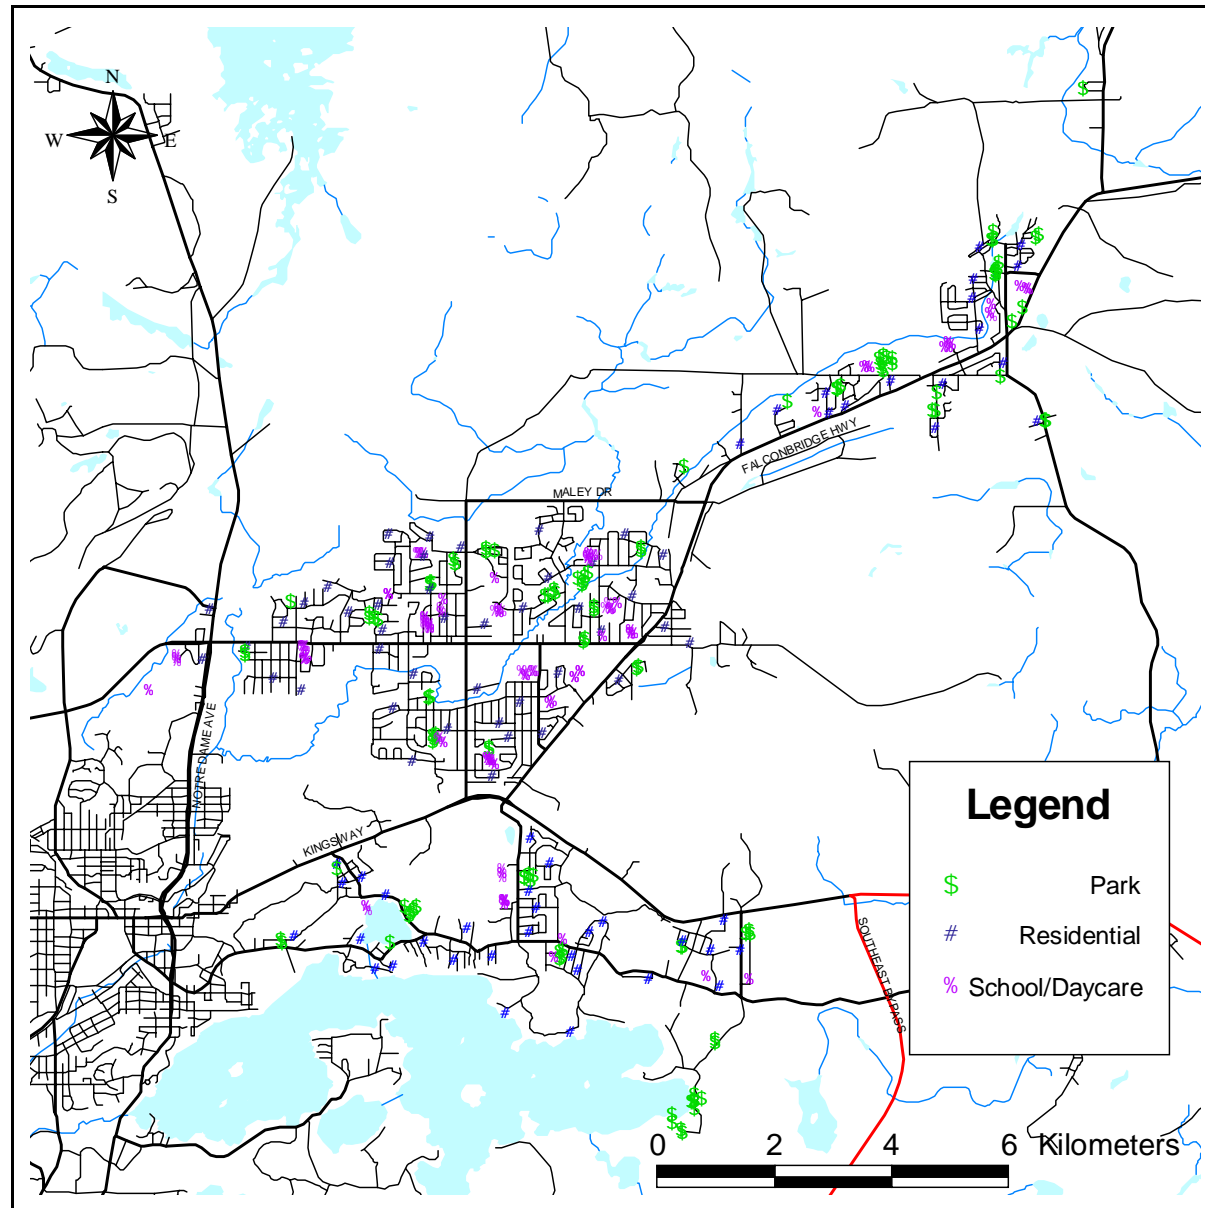 N
W E
S
FALCONBRIDGE HWY
MALEY DR
NOTRE DAME AVE
KINGSWAY
SOUTHEAST BYPASS
Legend
$ Park
# Residential
% School/Daycare
0 2 4 6 Kilometers